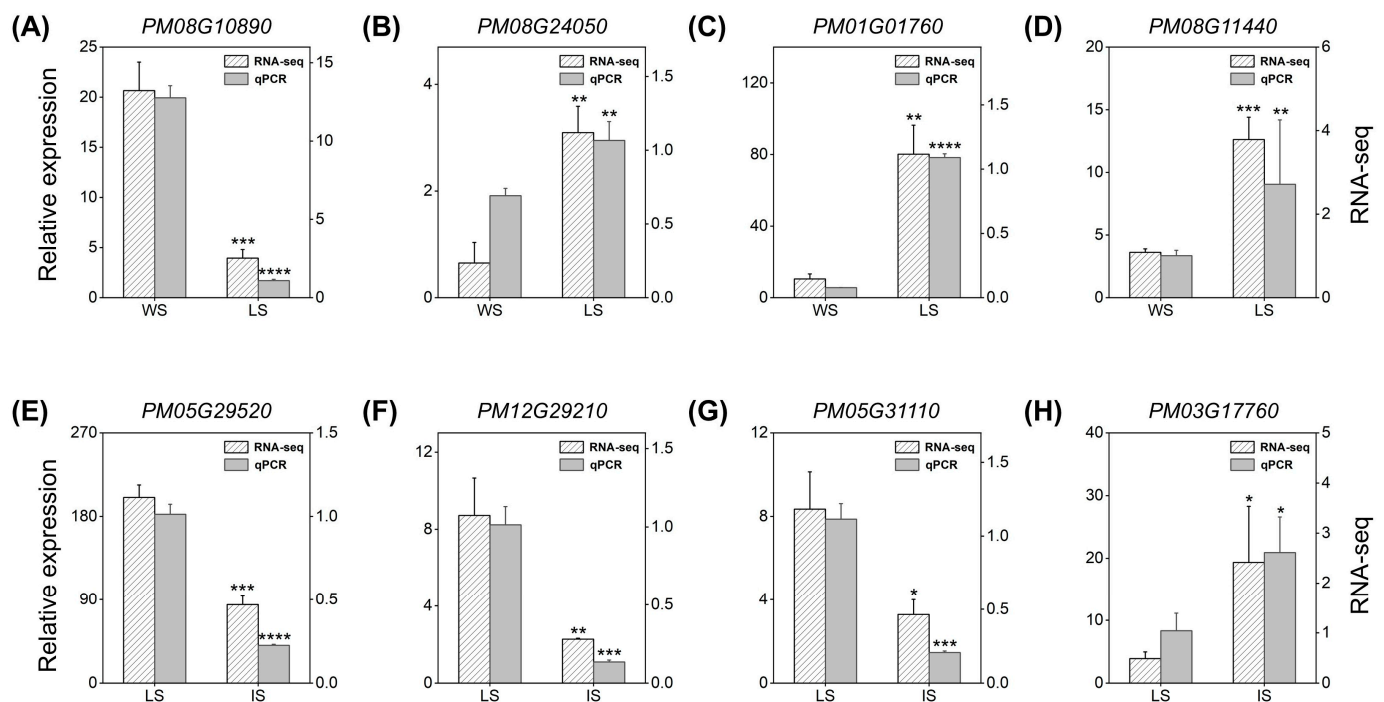 (A) PM08G10890
(B) PM08G24050
(C) PM01G01760
(D) PM08G11440
Relative expression
25
20
15
10
5
0
RNA-seq
qPCR
***
****
15
10
5
0
WS LS
4
2
0
RNA-seq
qPCR
**
**
1.5
1.0
0.5
0.0
WS LS
120
80
40
0
RNA-seq
qPCR
**
****
1.5
1.0
0.5
0.0
WS LS
20
15
10
5
0
RNA-seq
qPCR
***
**
6
4
2
0
WS LS
RNA-seq
(E) PM05G29520
(F) PM12G29210
(G) PM05G31110
(H) PM03G17760
Relative expression
270
180
90
0
RNA-seq
qPCR
***
****
1.5
1.0
0.5
0.0
LS IS
12
8
4
0
RNA-seq
qPCR
**
***
1.5
1.0
0.5
0.0
LS IS
12
8
4
0
RNA-seq
qPCR
*
***
1.5
1.0
0.5
0.0
LS IS
40
30
20
10
0
RNA-seq
qPCR
*
*
5
4
3
2
1
0
LS IS
RNA-seq